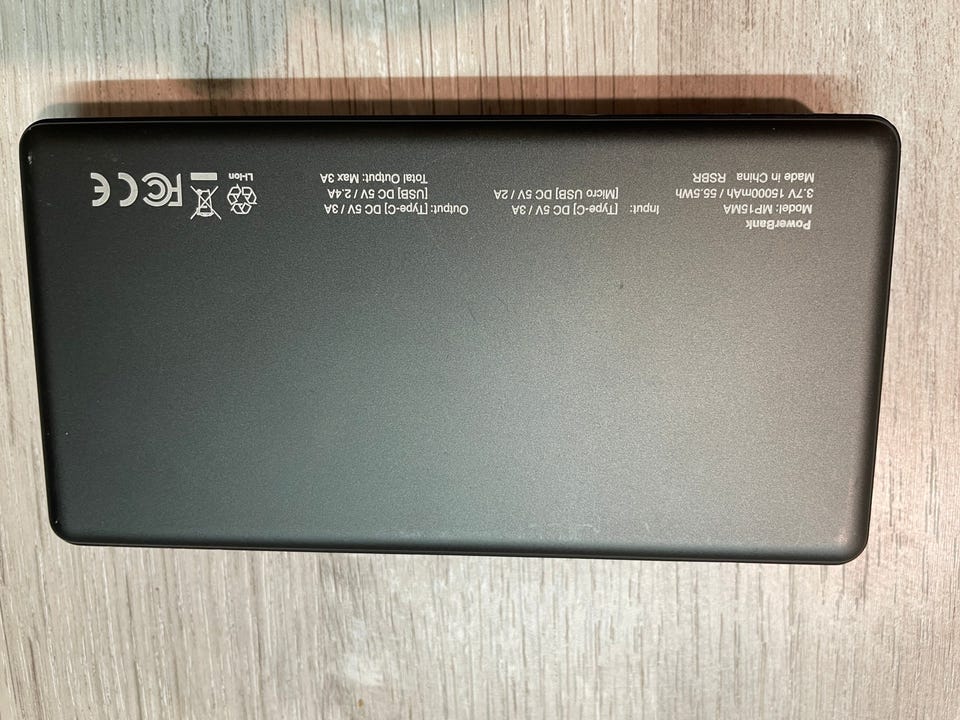 PowerBank
Model: MP15MA
3.7V 15000mAh / 55.5Wh
Made in China RSBR
Input: [Type-C] DC 5V / 3A
[Micro USB] DC 5V / 2A
Output: [Type-C] DC 5V / 3A
[USB] DC 5V / 2.4A
Total Output: Max 3A
Li-Ion
FC CE